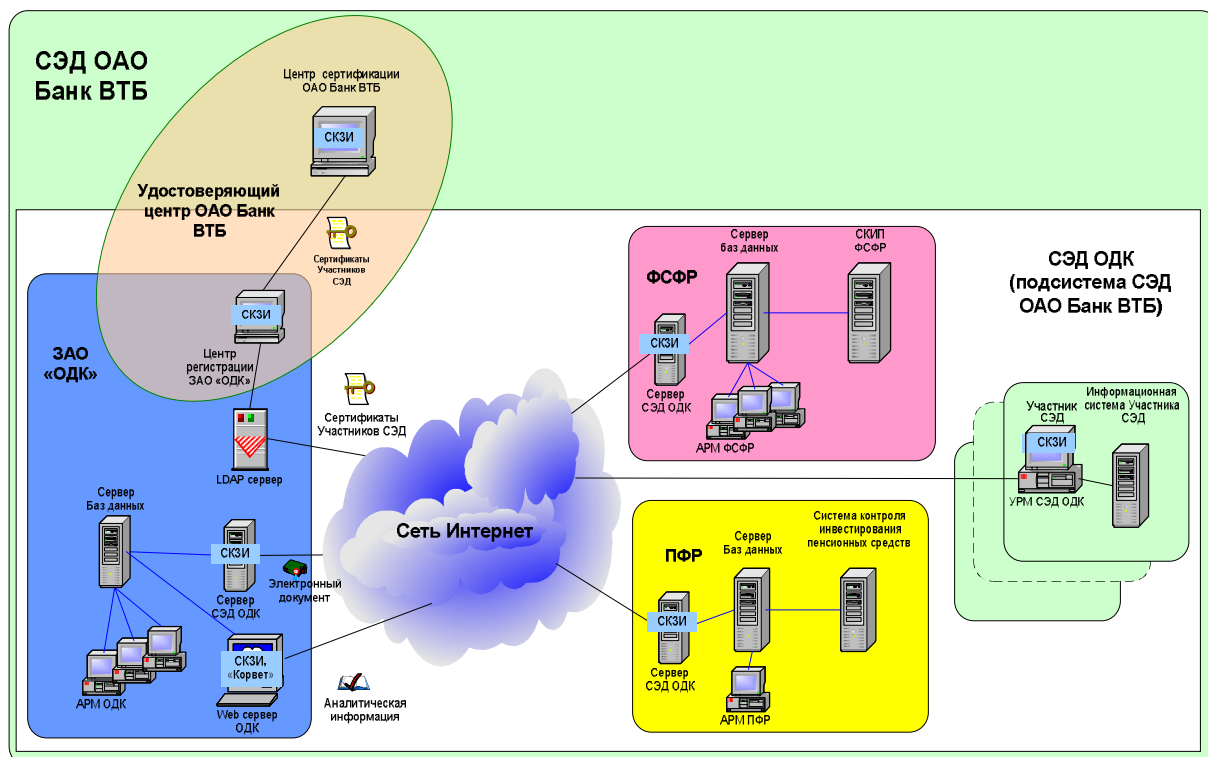 СЭД ОАО
Банк ВТБ
Центр сертификации
ОАО Банк ВТБ
СКЗИ
Удостоверяющий
центр ОАО Банк
ВТБ
Сертификаты
Участников
СЭД
СКЗИ
Центр
регистрации
ЗАО «ОДК»
ЗАО
«ОДК»
LDAP сервер
Сертификаты
Участников СЭД
Сервер
Баз данных
СКЗИ
Сервер
СЭД ОДК
Электронный
документ
АРМ ОДК
СКЗИ,
«Корвет»
Web сервер
ОДК
Аналитическая
информация
Сеть Интернет
ФСФР
Сервер
баз данных
СКИП
ФСФР
СКЗИ
Сервер
СЭД ОДК
АРМ ФСФР
ПФР
Сервер
Баз данных
Система контроля
инвестирования
пенсионных средств
СКЗИ
Сервер
СЭД ОДК
АРМ ПФР
СЭД ОДК
(подсистема СЭД
ОАО Банк ВТБ)
Участник
СЭД
Информационная
система Участника
СЭД
СКЗИ
УРМ СЭД ОДК